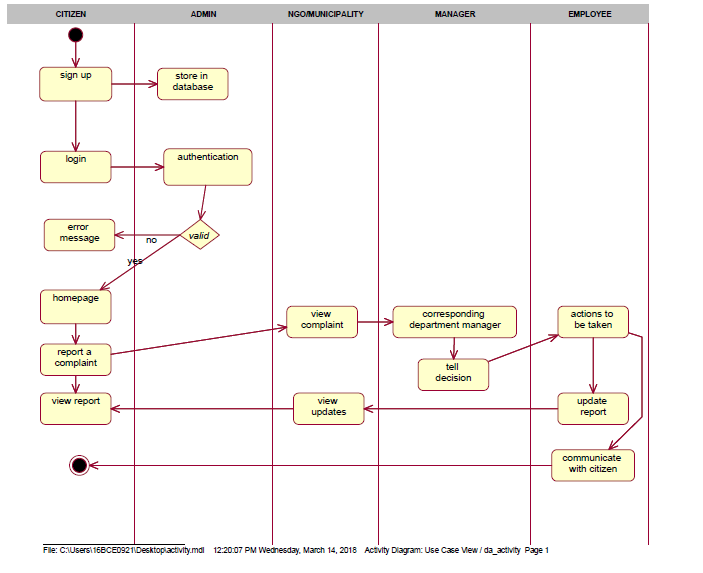 CITIZEN ADMIN NGO/MUNICIPALITY MANAGER EMPLOYEE
sign up
store in
database
login
authentication
error
message
no
valid
yes
homepage
view
complaint
corresponding
department manager
actions to
be taken
report a
complaint
tell
decision
view report
view
updates
update
report
communicate
with citizen
File: C:\Users\16BCE0921\Desktop\activity.mdl 12:20:07 PM Wednesday, March 14, 2018 Activity Diagram: Use Case View / da_activity Page 1